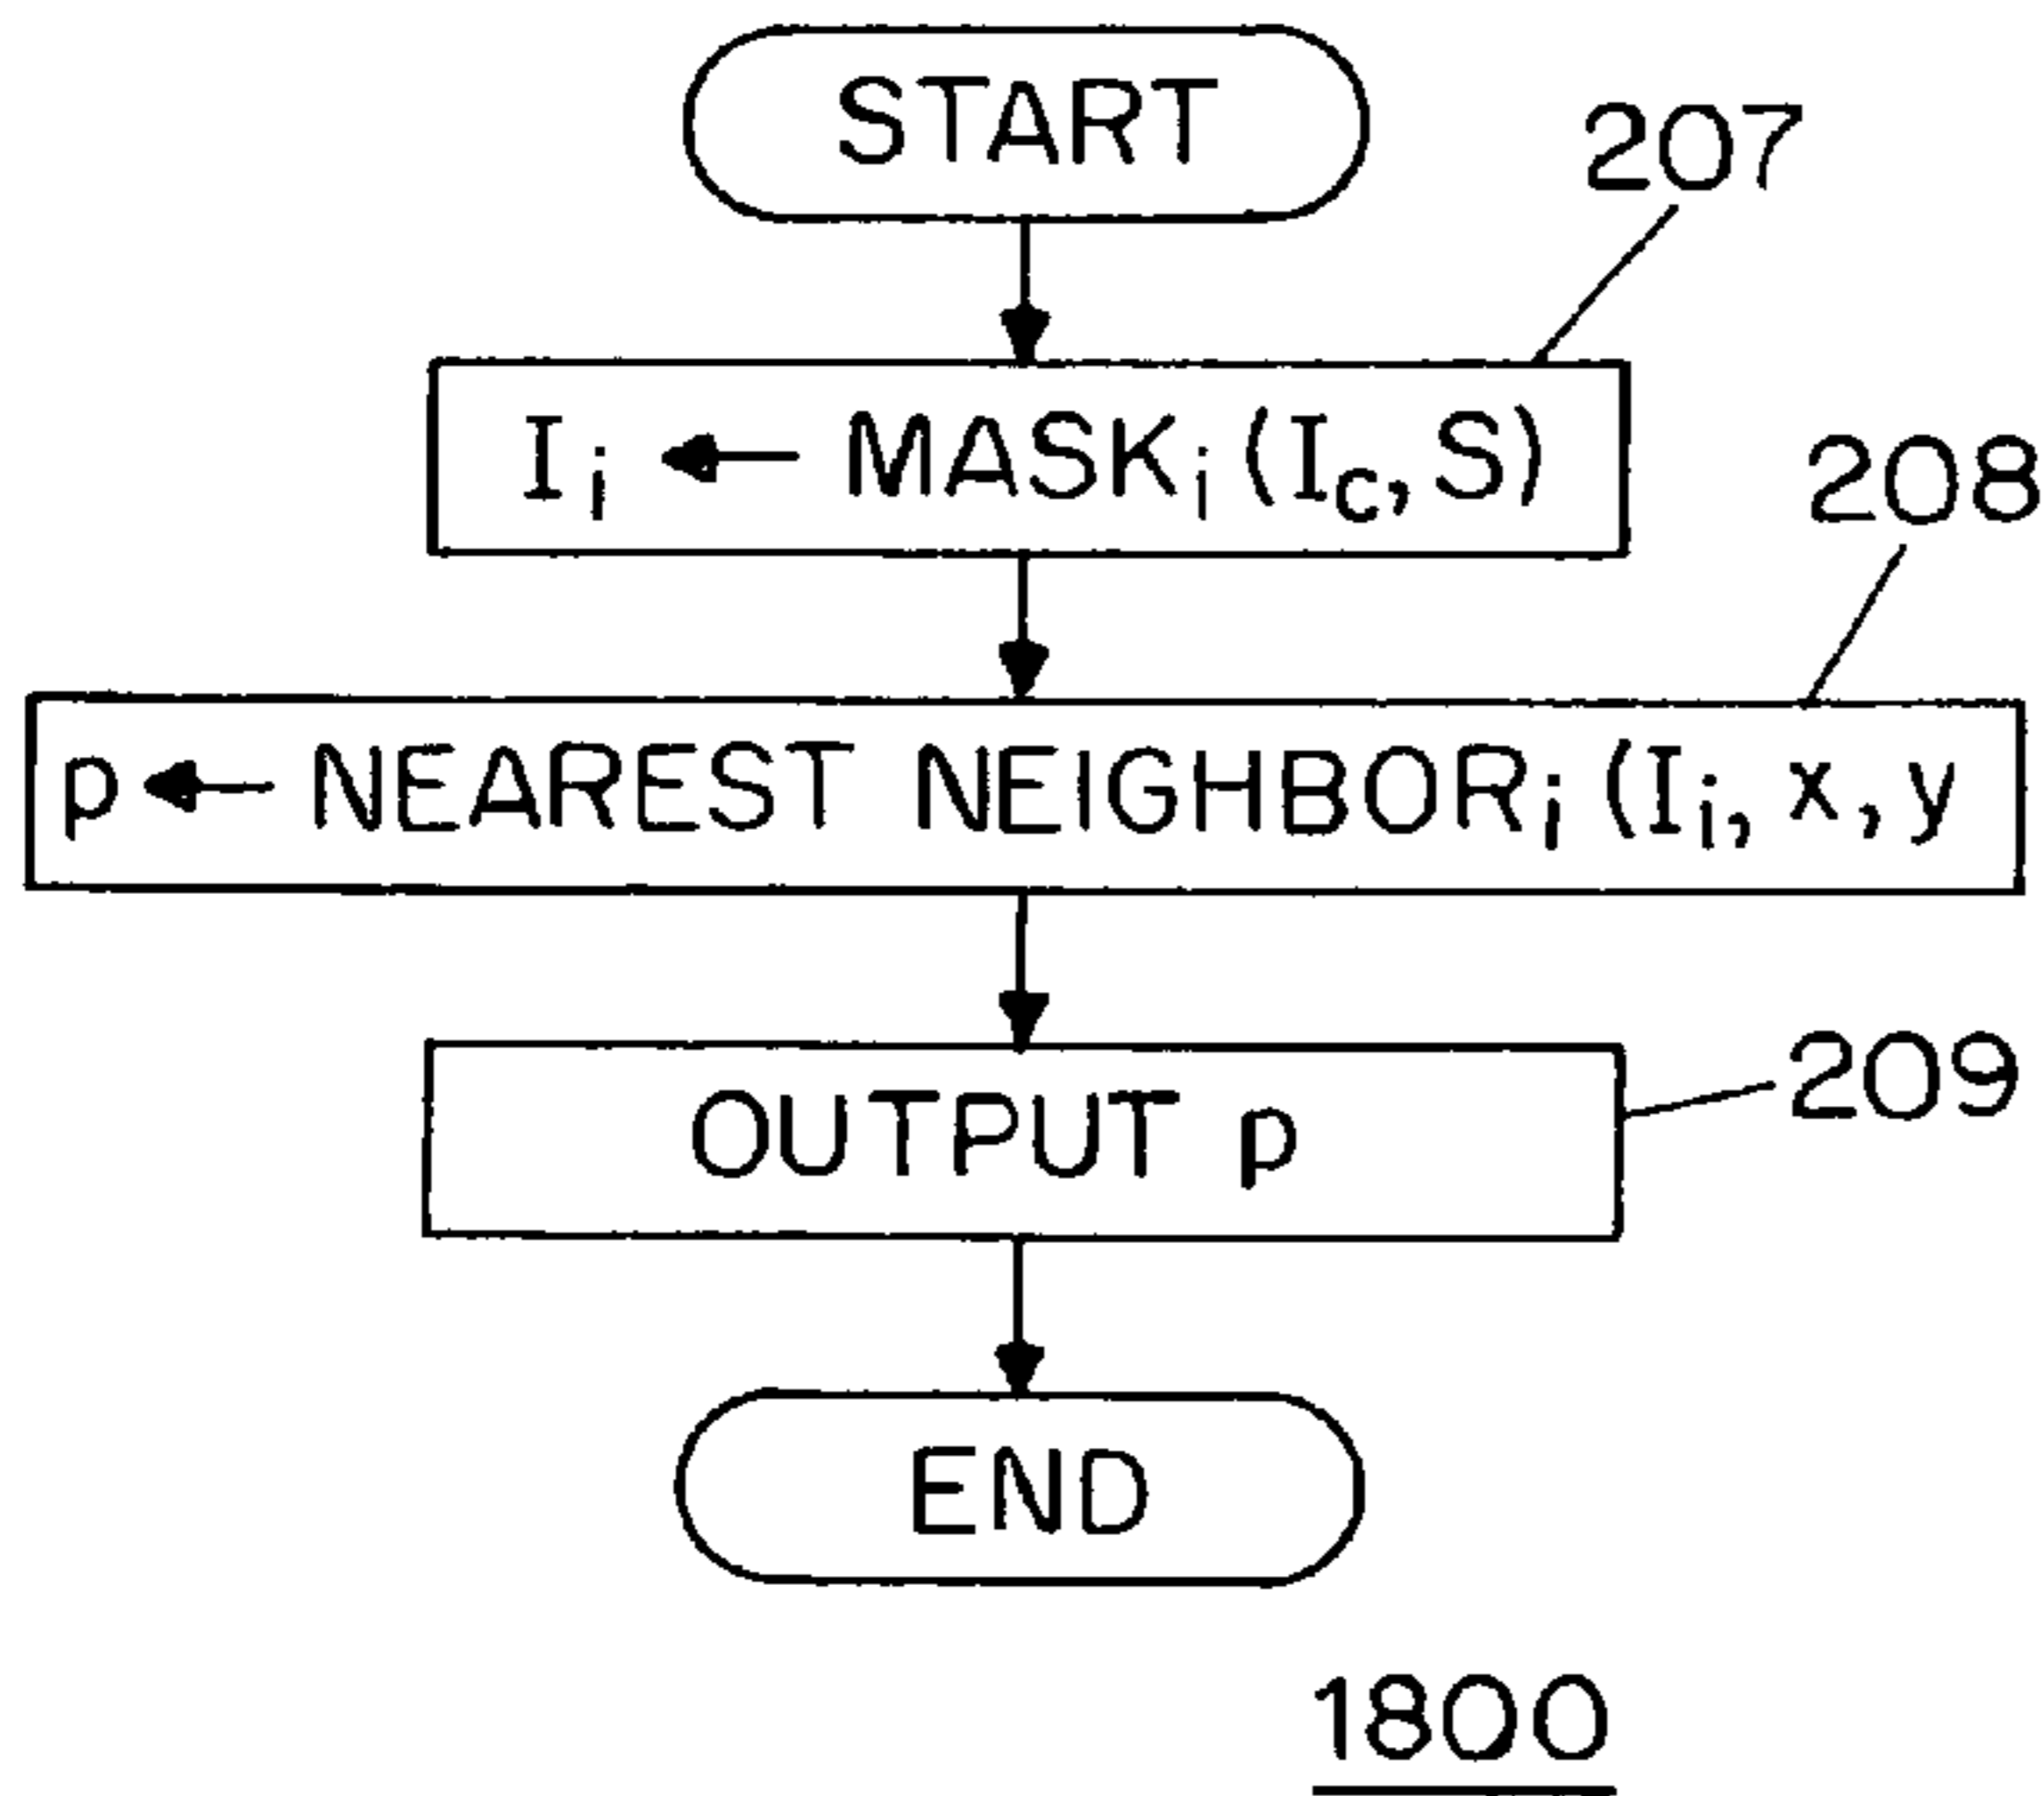 START
207
Iᵢ ← MASKᵢ (I꜀, S)
208
p ← NEAREST NEIGHBORᵢ (Iᵢ, x, y
OUTPUT p
209
END
1800